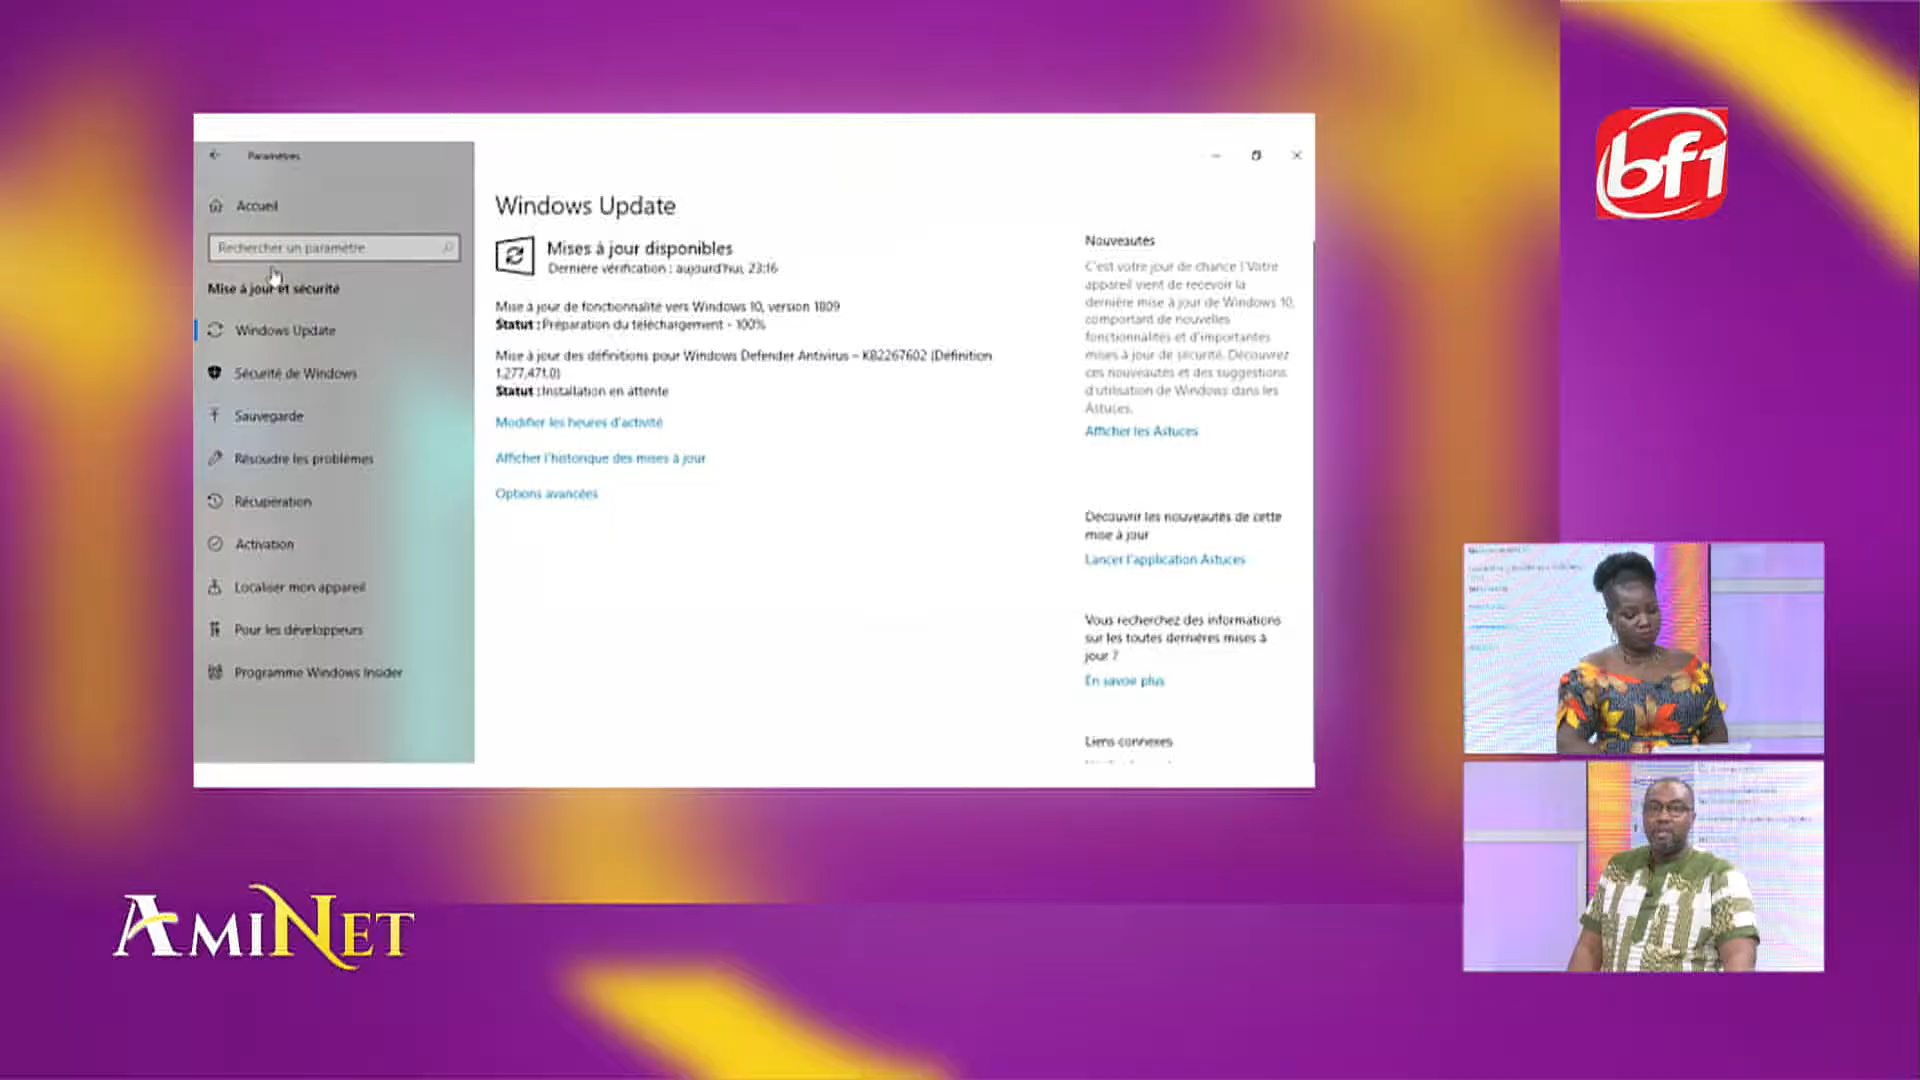 Paramètres
Accueil
Rechercher un paramètre
Mise à jour et sécurité
Windows Update
Sécurité de Windows
Sauvegarde
Résoudre les problèmes
Récupération
Activation
Localiser mon appareil
Pour les développeurs
Programme Windows Insider
Windows Update
Mises à jour disponibles
Dernière vérification : aujourd'hui, 23:16
Mise à jour de fonctionnalité vers Windows 10, version 1809
Statut : Préparation du téléchargement - 100%
Mise à jour des définitions pour Windows Defender Antivirus – KB2267602 (Définition
1.277.471.0)
Statut : Installation en attente
Modifier les heures d'activité
Afficher l'historique des mises à jour
Options avancées
Nouveautés
C'est votre jour de chance ! Votre
appareil vient de recevoir la
dernière mise à jour de Windows 10,
comportant de nouvelles
fonctionnalités et d'importantes
mises à jour de sécurité. Découvrez
ces nouveautés et des suggestions
d'utilisation de Windows dans les
Astuces.
Afficher les Astuces
Découvrir les nouveautés de cette
mise à jour
Lancer l'application Astuces
Vous recherchez des informations
sur les toutes dernières mises à
jour ?
En savoir plus
Liens connexes
bf1
AMINET